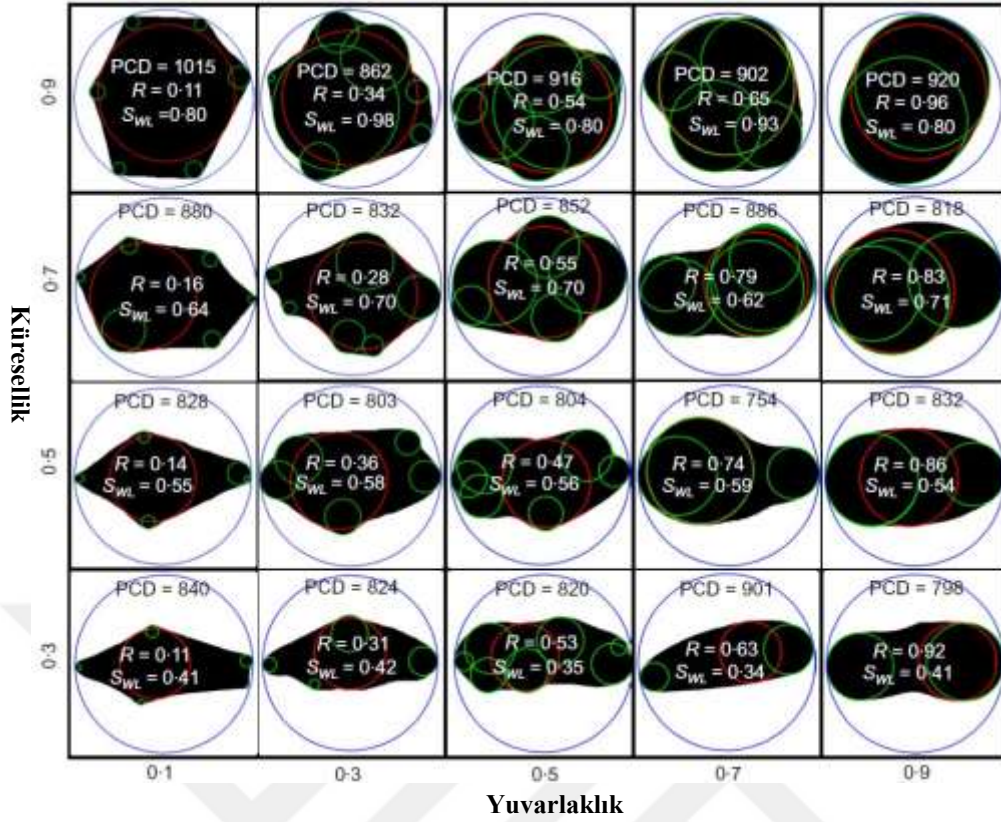 PCD = 1015
R = 0·11
SWL =0·80
PCD = 862
R = 0·34
SWL = 0·98
PCD = 916
R = 0·54
SWL = 0·80
PCD = 902
R = 0·65
SWL = 0·93
PCD = 920
R = 0·96
SWL = 0·80
0·9
PCD = 880
R = 0·16
SWL = 0·64
PCD = 832
R = 0·28
SWL = 0·70
PCD = 852
R = 0·55
SWL = 0·70
PCD = 886
R = 0·79
SWL = 0·62
PCD = 818
R = 0·83
SWL = 0·71
0·7
Küresellik
PCD = 828
R = 0·14
SWL = 0·55
PCD = 803
R = 0·36
SWL = 0·58
PCD = 804
R = 0·47
SWL = 0·56
PCD = 754
R = 0·74
SWL = 0·59
PCD = 832
R = 0·86
SWL = 0·54
0·5
PCD = 840
R = 0·11
SWL = 0·41
PCD = 824
R = 0·31
SWL = 0·42
PCD = 820
R = 0·53
SWL = 0·35
PCD = 901
R = 0·63
SWL = 0·34
PCD = 798
R = 0·92
SWL = 0·41
0·3
0·1
0·3
0·5
0·7
0·9
Yuvarlaklık